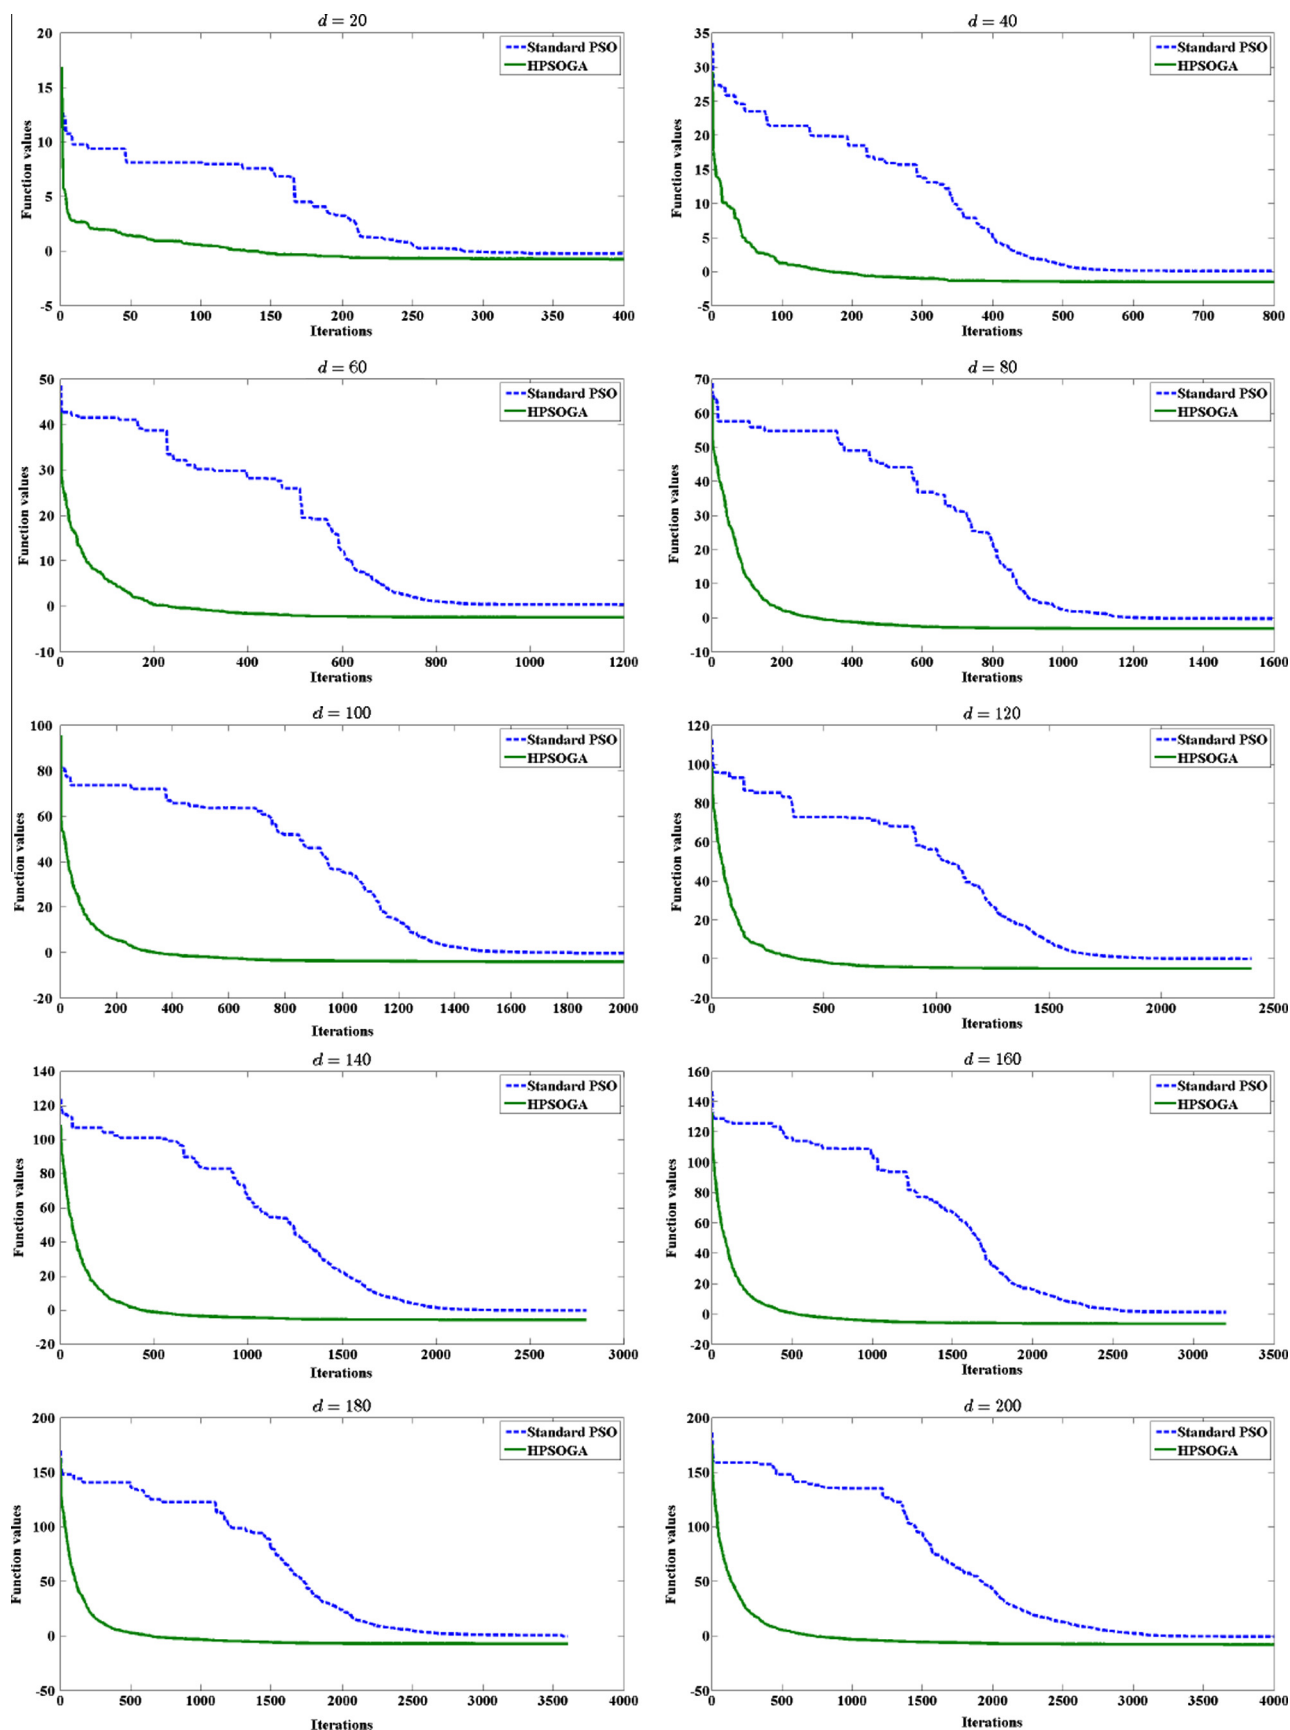 d = 20
20
15
10
5
0
-5
Function values
Standard PSO
HPSOGA
0 50 100 150 200 250 300 350 400
Iterations
d = 40
35
30
25
20
15
10
5
0
-5
Function values
Standard PSO
HPSOGA
0 100 200 300 400 500 600 700 800
Iterations
d = 60
50
40
30
20
10
0
-10
Function values
Standard PSO
HPSOGA
0 200 400 600 800 1000 1200
Iterations
d = 80
70
60
50
40
30
20
10
0
-10
Function values
Standard PSO
HPSOGA
0 200 400 600 800 1000 1200 1400 1600
Iterations
d = 100
100
80
60
40
20
0
-20
Function values
Standard PSO
HPSOGA
0 200 400 600 800 1000 1200 1400 1600 1800 2000
Iterations
d = 120
120
100
80
60
40
20
0
-20
Function values
Standard PSO
HPSOGA
0 500 1000 1500 2000 2500
Iterations
d = 140
140
120
100
80
60
40
20
0
-20
Function values
Standard PSO
HPSOGA
0 500 1000 1500 2000 2500 3000
Iterations
d = 160
160
140
120
100
80
60
40
20
0
-20
Function values
Standard PSO
HPSOGA
0 500 1000 1500 2000 2500 3000 3500
Iterations
d = 180
200
150
100
50
0
-50
Function values
Standard PSO
HPSOGA
0 500 1000 1500 2000 2500 3000 3500 4000
Iterations
d = 200
200
150
100
50
0
-50
Function values
Standard PSO
HPSOGA
0 500 1000 1500 2000 2500 3000 3500 4000
Iterations